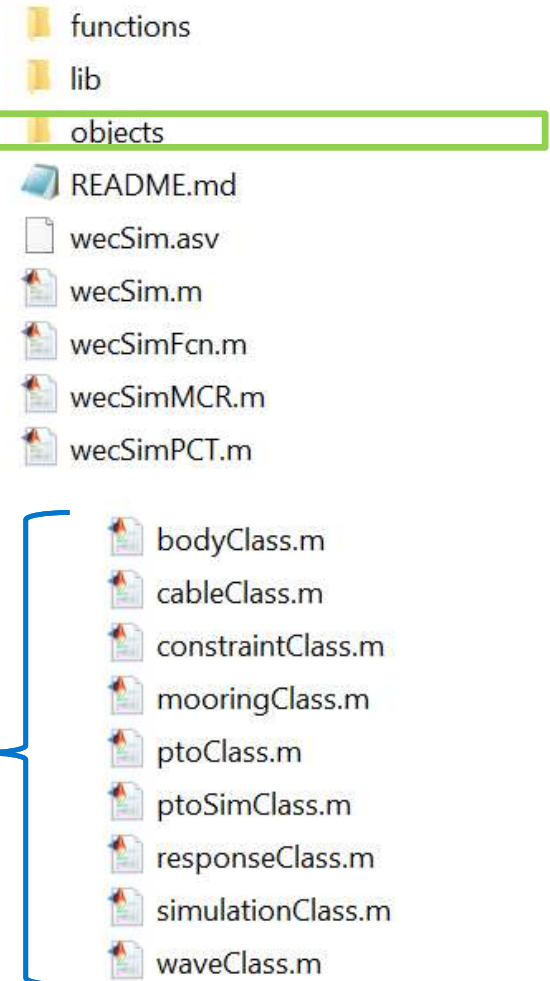 functions
lib
objects
README.md
wecSim.asv
wecSim.m
wecSimFcn.m
wecSimMCR.m
wecSimPCT.m
bodyClass.m
cableClass.m
constraintClass.m
mooringClass.m
ptoClass.m
ptoSimClass.m
responseClass.m
simulationClass.m
waveClass.m